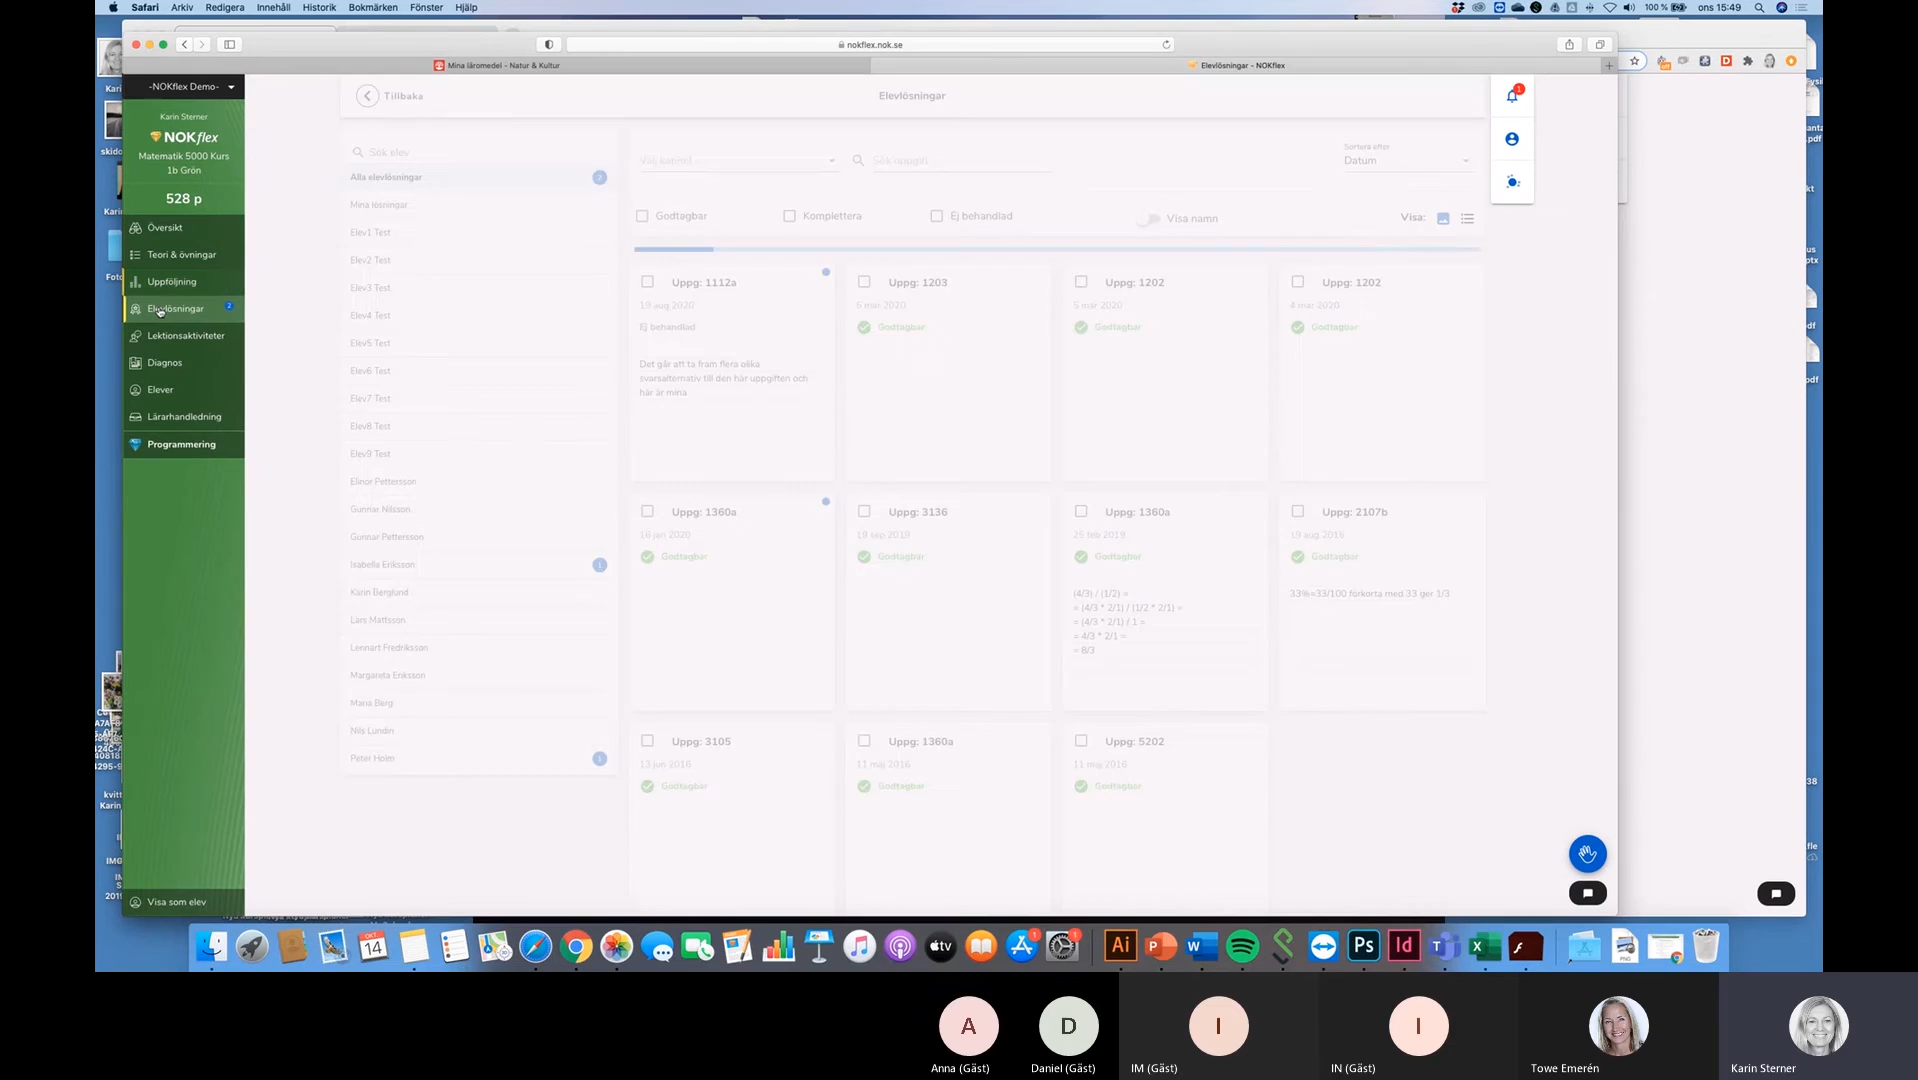 Safari Arkiv Redigera Innehåll Historik Bokmärken Fönster Hjälp
100 % ons 15:49
nokflex.nok.se
Mina läromedel - Natur & Kultur
Elevlösningar - NOKflex
-NOKflex Demo-
Karin Sterner
NOKflex
Matematik 5000 Kurs
1b Grön
528 p
Översikt
Teori & övningar
Uppföljning
Elevlösningar 2
Lektionsaktiviteter
Diagnos
Elever
Lärarhandledning
Programmering
Visa som elev
Tillbaka
Elevlösningar
1
Sök elev
Alla elevlösningar 2
Mina lösningar
Elev1 Test
Elev2 Test
Elev3 Test
Elev4 Test
Elev5 Test
Elev6 Test
Elev7 Test
Elev8 Test
Elev9 Test
Elinor Pettersson
Gunnar Nilsson
Gunnar Pettersson
Isabella Eriksson 1
Karin Berglund
Lars Mattsson
Lennart Fredriksson
Margareta Eriksson
Maria Berg
Nils Lundin
Peter Holm 1
Välj kapitel
Sök uppgift
Sortera efter
Datum
Godtagbar
Komplettera
Ej behandlad
Visa namn
Visa:
Uppg: 1112a
19 aug 2020
Ej behandlad
Det går att ta fram flera olika
svarsalternativ till den här uppgiften och
här är mina
Uppg: 1203
5 mar 2020
Godtagbar
Uppg: 1202
5 mar 2020
Godtagbar
Uppg: 1202
4 mar 2020
Godtagbar
Uppg: 1360a
16 jan 2020
Godtagbar
Uppg: 3136
19 sep 2019
Godtagbar
Uppg: 1360a
25 feb 2019
Godtagbar
(4/3) / (1/2) =
= (4/3 * 2/1) / (1/2 * 2/1) =
= (4/3 * 2/1) / 1 =
= 4/3 * 2/1 =
= 8/3
Uppg: 2107b
19 aug 2016
Godtagbar
33%=33/100 förkorta med 33 ger 1/3
Uppg: 3105
13 jun 2016
Godtagbar
Uppg: 1360a
11 maj 2016
Godtagbar
Uppg: 5202
11 maj 2016
Godtagbar
OKT.
14
tv
Ai
Ps
Id
Anna (Gäst)
Daniel (Gäst)
IM (Gäst)
IN (Gäst)
Towe Emerén
Karin Sterner
A
D
I
I